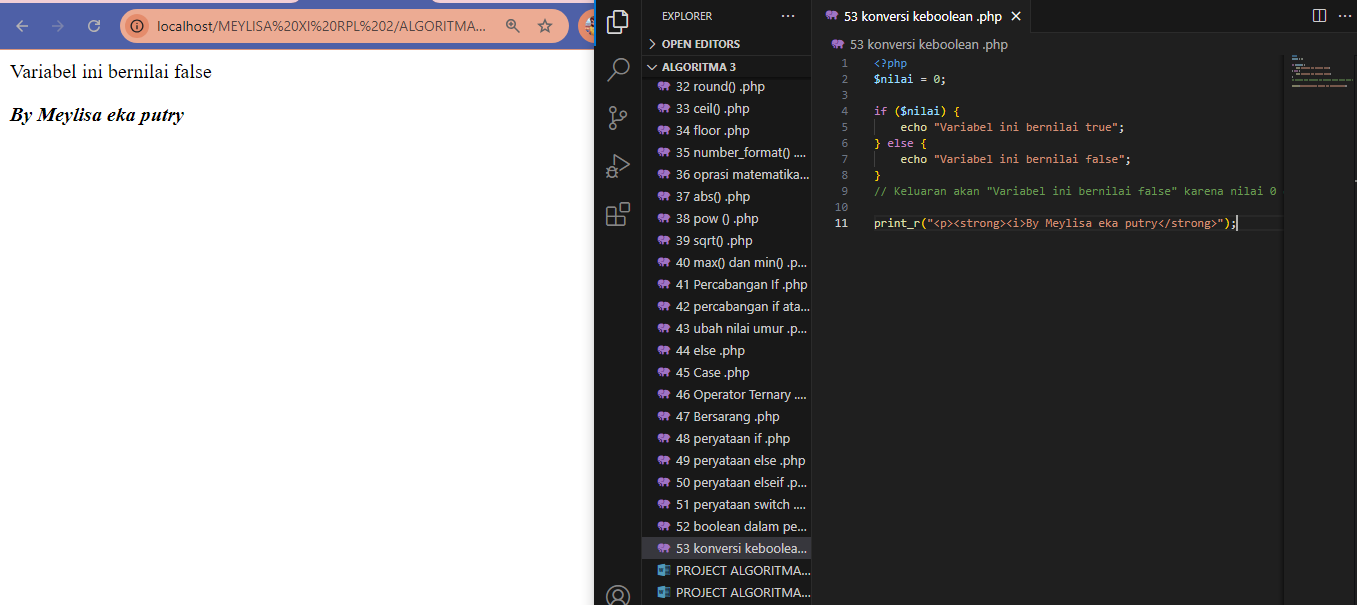 localhost/MEYLISA%20XI%20RPL%202/ALGORITMA...
Variabel ini bernilai false
By Meylisa eka putry
EXPLORER
OPEN EDITORS
ALGORITMA 3
32 round() .php
33 ceil() .php
34 floor .php
35 number_format() ....
36 oprasi matematika...
37 abs() .php
38 pow () .php
39 sqrt() .php
40 max() dan min() .p...
41 Percabangan If .php
42 percabangan if ata...
43 ubah nilai umur .p...
44 else .php
45 Case .php
46 Operator Ternary ....
47 Bersarang .php
48 peryataan if .php
49 peryataan else .php
50 peryataan elseif .p...
51 peryataan switch ....
52 boolean dalam pe...
53 konversi keboolea...
PROJECT ALGORITMA...
PROJECT ALGORITMA...
53 konversi keboolean .php
53 konversi keboolean .php
1 <?php
2 $nilai = 0;
3
4 if ($nilai) {
5 echo "Variabel ini bernilai true";
6 } else {
7 echo "Variabel ini bernilai false";
8 }
9 // Keluaran akan "Variabel ini bernilai false" karena nilai 0
10
11 print_r("<p><strong><i>By Meylisa eka putry</strong>");